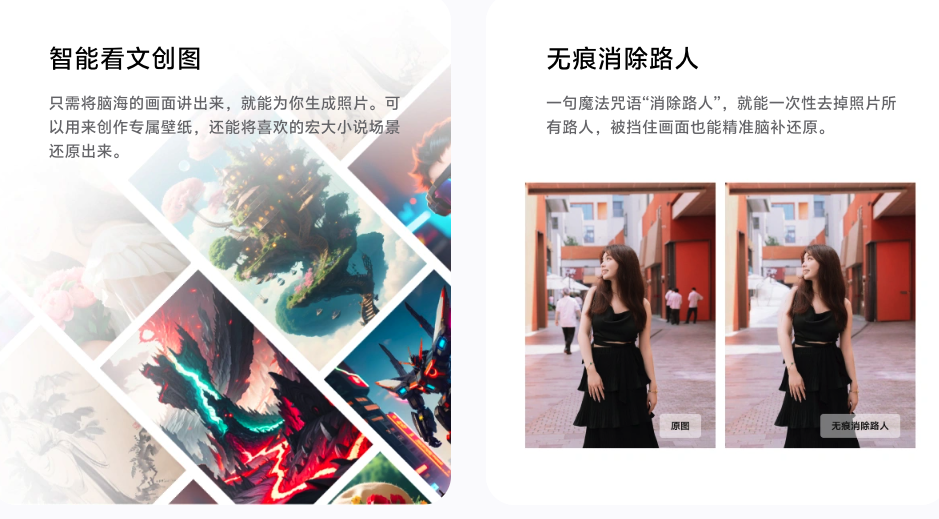 智能看文创图
只需将脑海的画面讲出来，就能为你生成照片。可
以用来创作专属壁纸，还能将喜欢的宏大小说场景
还原出来。
无痕消除路人
一句魔法咒语“消除路人”，就能一次性去掉照片所
有路人，被挡住画面也能精准脑补还原。
原图
无痕消除路人